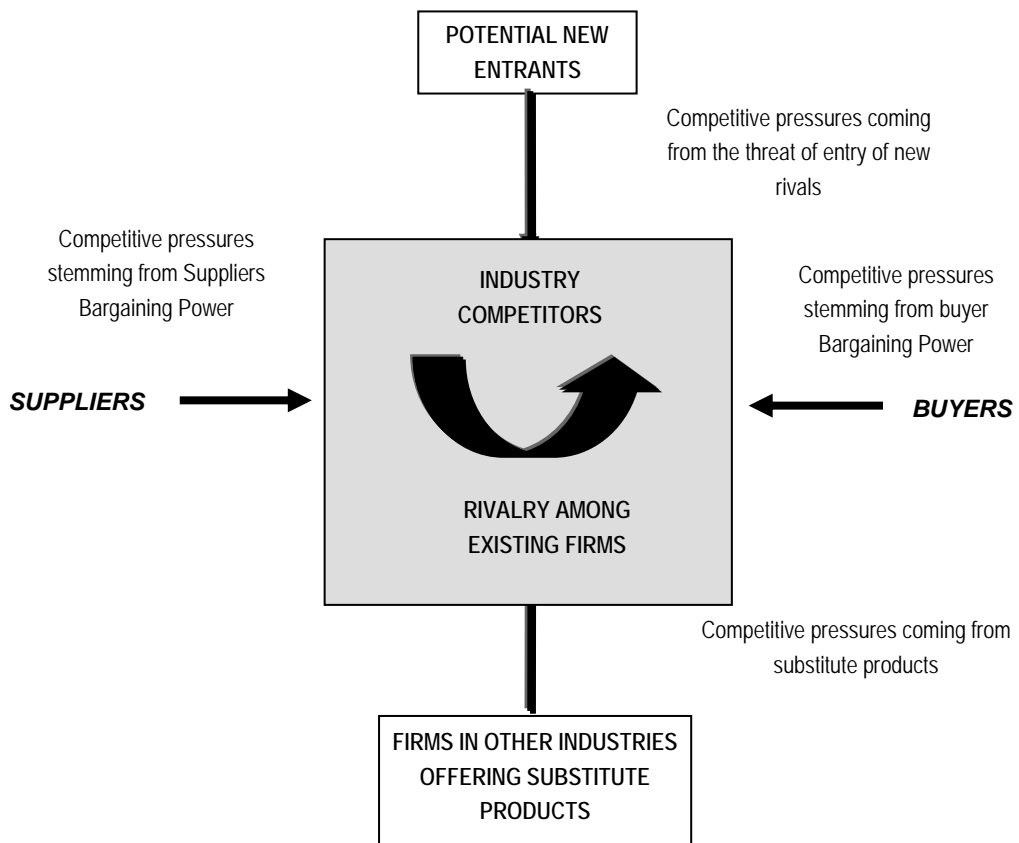 POTENTIAL NEW
ENTRANTS
Competitive pressures coming
from the threat of entry of new
rivals
Competitive pressures
stemming from Suppliers
Bargaining Power
INDUSTRY
COMPETITORS
Competitive pressures
stemming from buyer
Bargaining Power
SUPPLIERS
BUYERS
RIVALRY AMONG
EXISTING FIRMS
Competitive pressures coming from
substitute products
FIRMS IN OTHER INDUSTRIES
OFFERING SUBSTITUTE
PRODUCTS